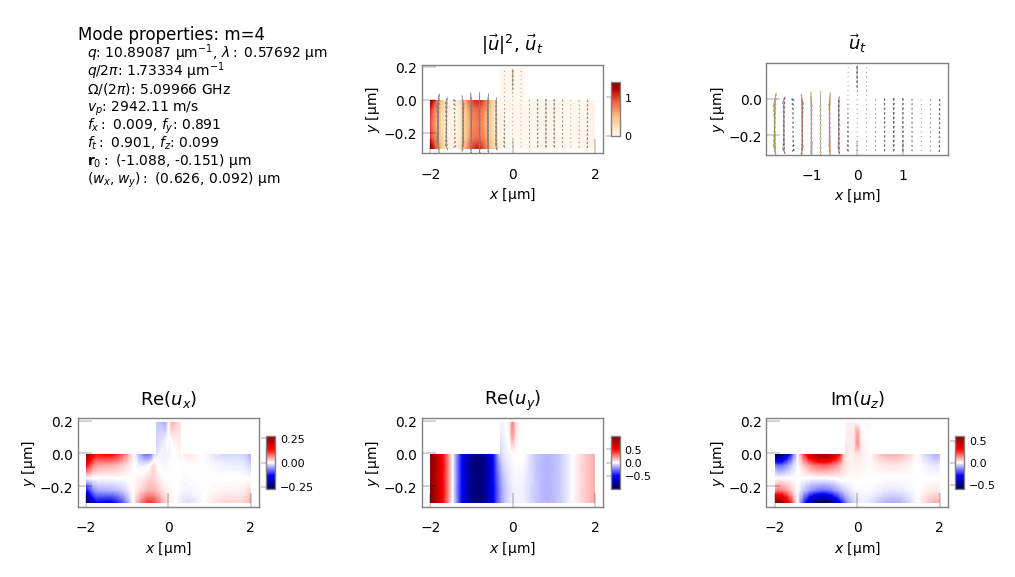 Mode properties: m=4
q: 10.89087 μm⁻¹, λ: 0.57692 μm
q/2π: 1.73334 μm⁻¹
Ω/(2π): 5.09966 GHz
v_p: 2942.11 m/s
f_x: 0.009, f_y: 0.891
f_t: 0.901, f_z: 0.099
r₀: (-1.088, -0.151) μm
(w_x, w_y): (0.626, 0.092) μm
|u⃗|², u⃗_t
0.2
0.0
−0.2
y [μm]
−2 0 2
x [μm]
1
0
u⃗_t
0.0
−0.2
y [μm]
−1 0 1
x [μm]
Re(u_x)
0.2
0.0
−0.2
y [μm]
−2 0 2
x [μm]
0.25
0.00
−0.25
Re(u_y)
0.2
0.0
−0.2
y [μm]
−2 0 2
x [μm]
0.5
0.0
−0.5
Im(u_z)
0.2
0.0
−0.2
y [μm]
−2 0 2
x [μm]
0.5
0.0
−0.5